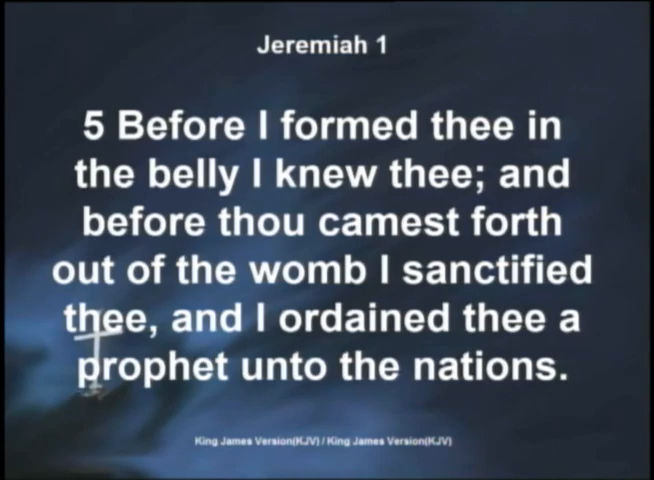 Jeremiah 1
5 Before I formed thee in
the belly I knew thee; and
before thou camest forth
out of the womb I sanctified
thee, and I ordained thee a
prophet unto the nations.
King James Version(KJV) / King James Version(KJV)